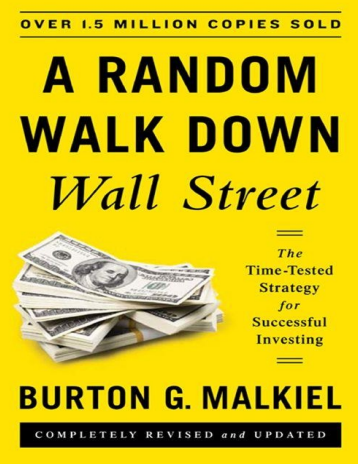 OVER 1.5 MILLION COPIES SOLD
A RANDOM
WALK DOWN
Wall Street
The
Time-Tested
Strategy
for
Successful
Investing
BURTON G. MALKIEL
COMPLETELY REVISED and UPDATED